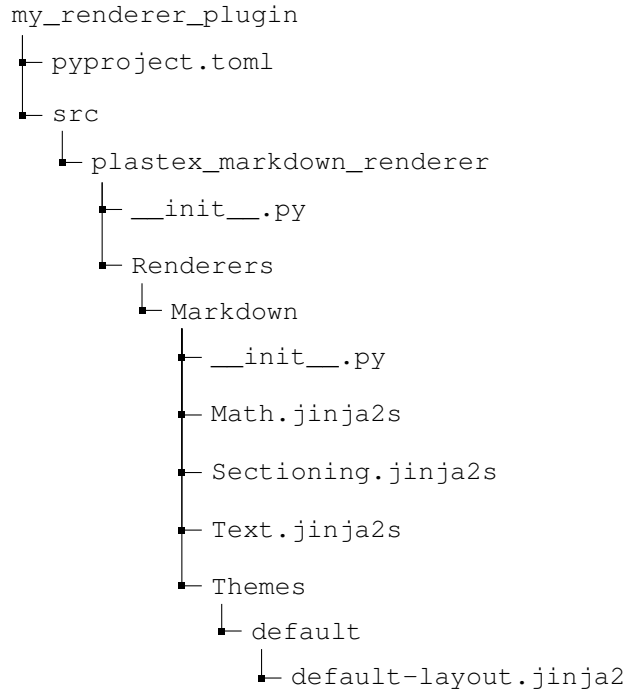 my_renderer_plugin
pyproject.toml
src
plastex_markdown_renderer
__init__.py
Renderers
Markdown
__init__.py
Math.jinja2s
Sectioning.jinja2s
Text.jinja2s
Themes
default
default-layout.jinja2